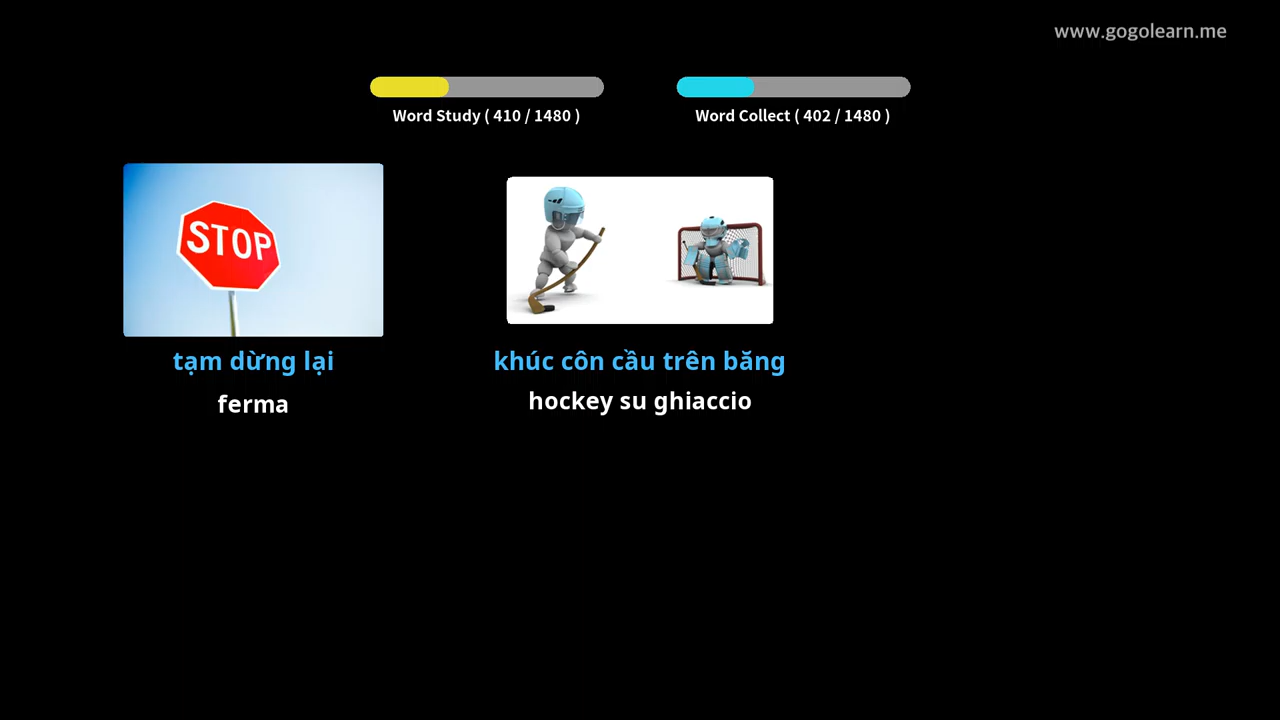 www.gogolearn.me
Word Study ( 410 / 1480 )
Word Collect ( 402 / 1480 )
STOP
tạm dừng lại
ferma
khúc côn cầu trên băng
hockey su ghiaccio